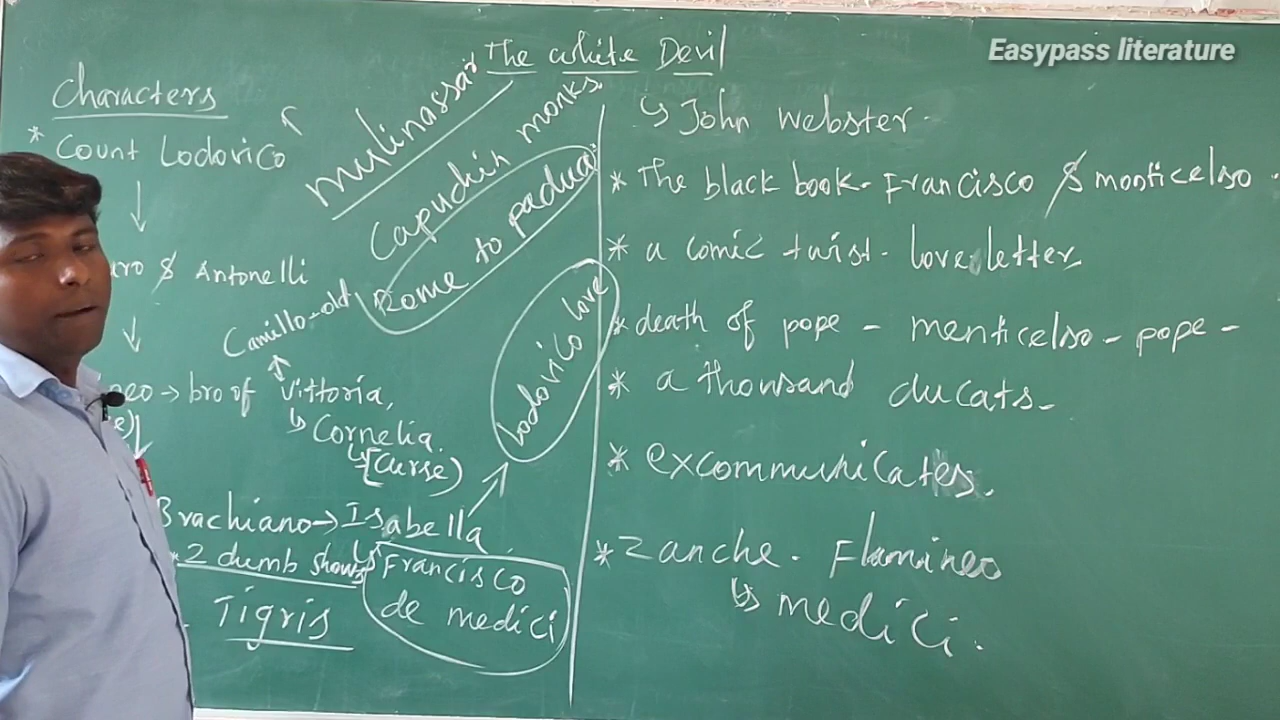 Easypass literature
The white Devil
↳ John Webster.
Characters
* Count Lodovico
↓
& Antonelli
↓
→ bro of Vittoria,
Camillo-old
↳ Cornelia.
↳ (Curse)
Brachiano → Isabella
* 2 dumb shows
↳ Francisco
de medici
Tigris
mulinassar
Capuchin monks.
Rome to padua.
Lodovico love
* The black book - Francisco & monticelso.
* a comic twist - love letter,
* death of pope - menticelso - pope -
* a thousand ducats -
* excommunicates.
* Zanche. Flamineo
↳ medici.